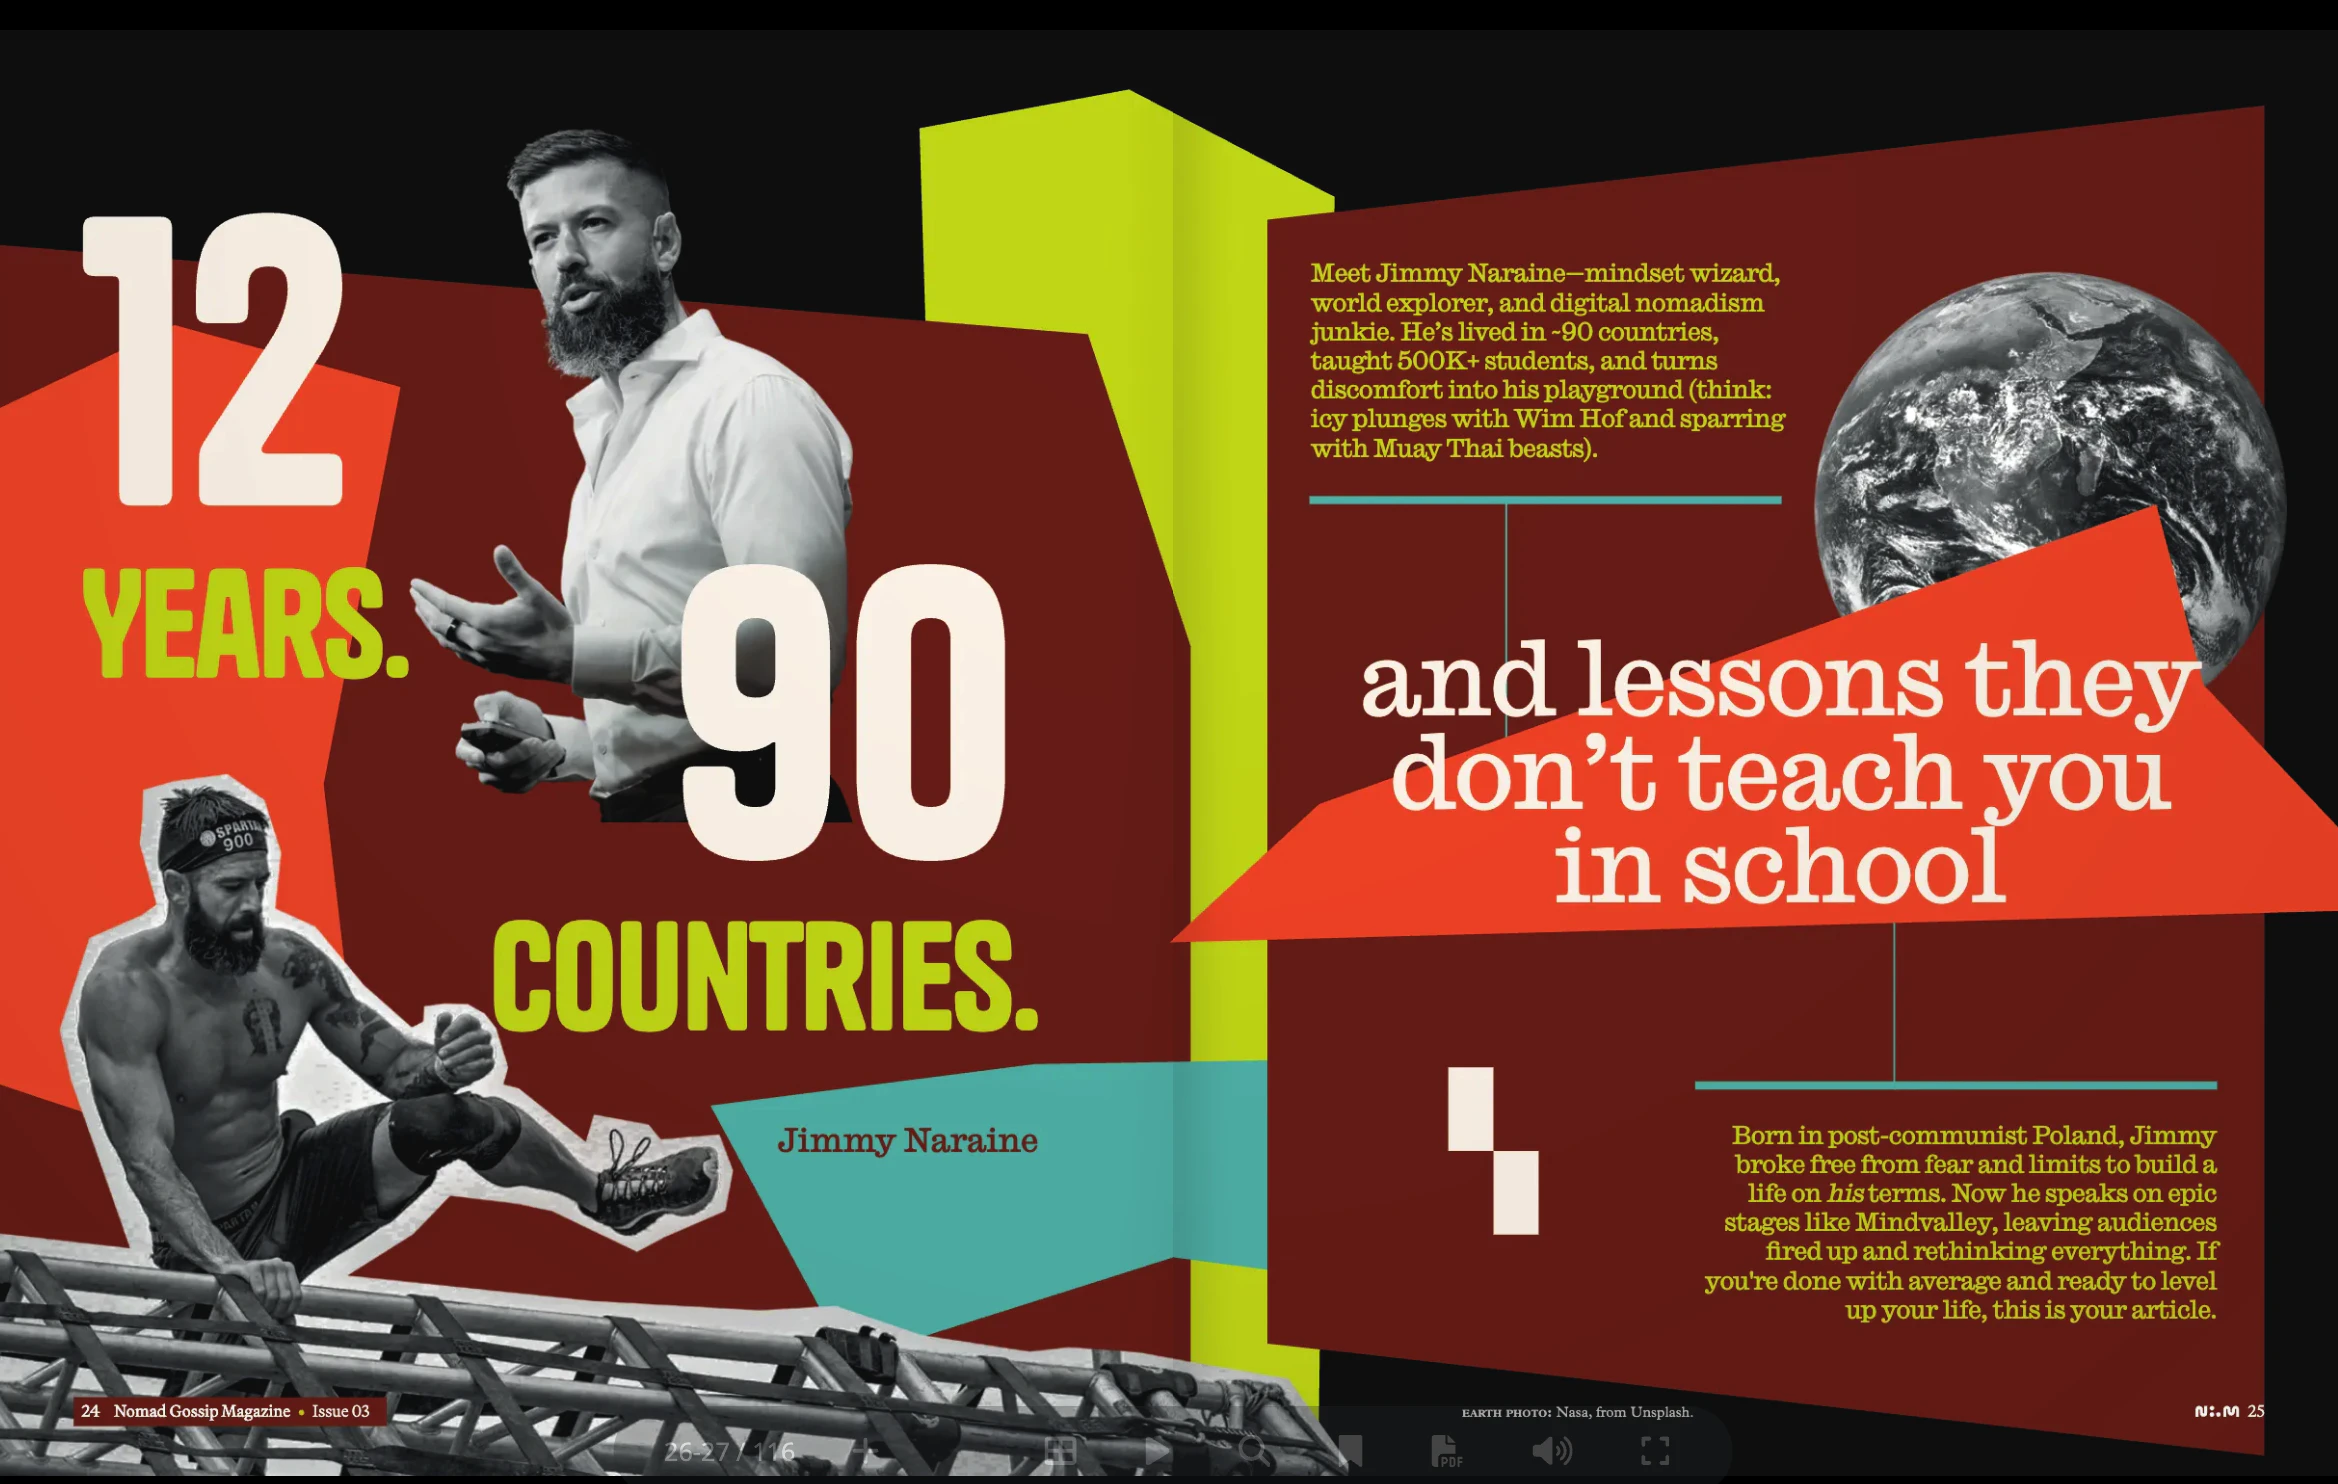 12
YEARS.
90
COUNTRIES.
SPARTA
900
SPARTA
Jimmy Naraine
24 Nomad Gossip Magazine • Issue 03
Meet Jimmy Naraine—mindset wizard,
world explorer, and digital nomadism
junkie. He’s lived in ~90 countries,
taught 500K+ students, and turns
discomfort into his playground (think:
icy plunges with Wim Hof and sparring
with Muay Thai beasts).
and lessons they
don’t teach you
in school
Born in post-communist Poland, Jimmy
broke free from fear and limits to build a
life on his terms. Now he speaks on epic
stages like Mindvalley, leaving audiences
fired up and rethinking everything. If
you're done with average and ready to level
up your life, this is your article.
EARTH PHOTO: Nasa, from Unsplash.
N:.M 25
26-27 / 116
PDF